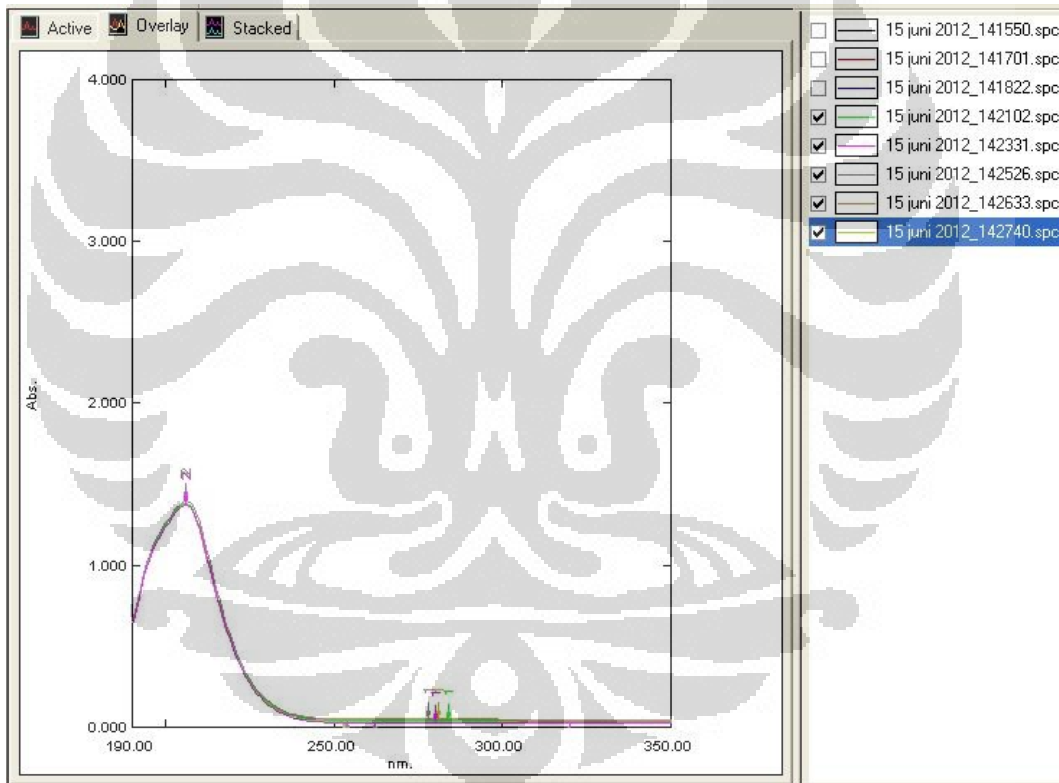 Active Overlay Stacked
4.000
3.000
2.000
1.000
0.000
Abs.
190.00 250.00 300.00 350.00
nm.
15 juni 2012_141550.spc
15 juni 2012_141701.spc
15 juni 2012_141822.spc
15 juni 2012_142102.spc
15 juni 2012_142331.spc
15 juni 2012_142526.spc
15 juni 2012_142633.spc
15 juni 2012_142740.spc